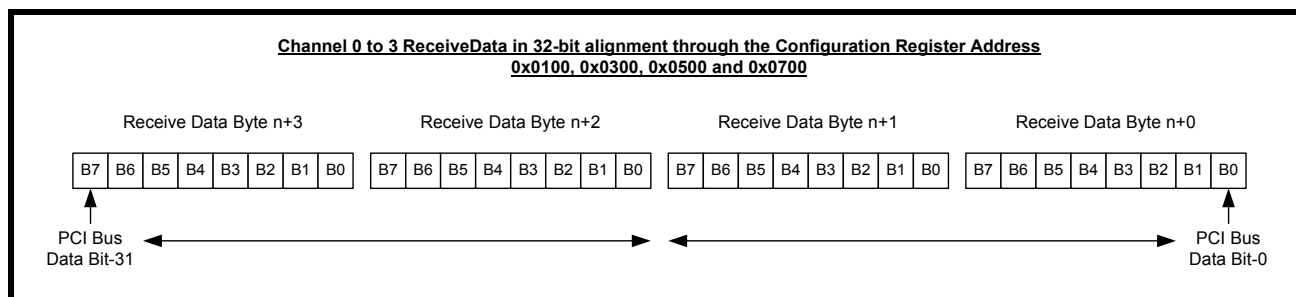 Channel 0 to 3 ReceiveData in 32-bit alignment through the Configuration Register Address
0x0100, 0x0300, 0x0500 and 0x0700
Receive Data Byte n+3 Receive Data Byte n+2 Receive Data Byte n+1 Receive Data Byte n+0
B7 B6 B5 B4 B3 B2 B1 B0 B7 B6 B5 B4 B3 B2 B1 B0 B7 B6 B5 B4 B3 B2 B1 B0 B7 B6 B5 B4 B3 B2 B1 B0
PCI Bus
Data Bit-31
PCI Bus
Data Bit-0